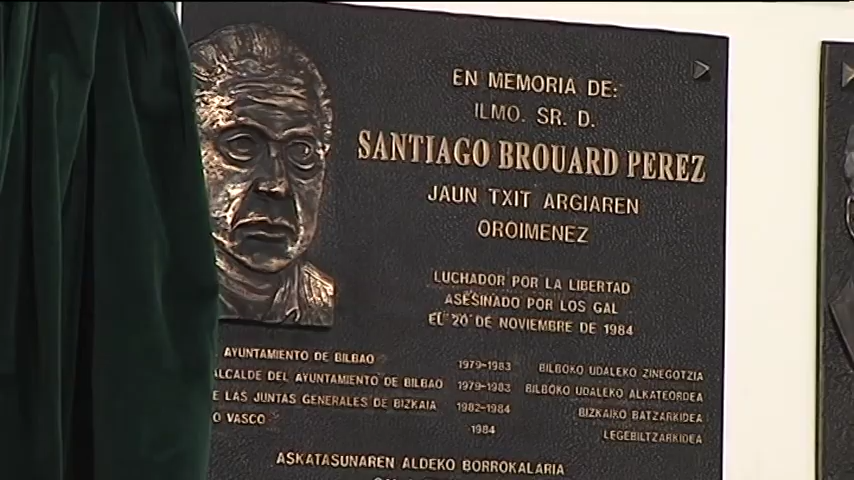 EN MEMORIA DE:
ILMO. SR. D.
SANTIAGO BROUARD PEREZ
JAUN TXIT ARGIAREN
OROIMENEZ
LUCHADOR POR LA LIBERTAD
ASESINADO POR LOS GAL
EL 20 DE NOVIEMBRE DE 1984
AYUNTAMIENTO DE BILBAO 1979-1983 BILBOKO UDALEKO ZINEGOTZIA
ALCALDE DEL AYUNTAMIENTO DE BILBAO 1979-1983 BILBOKO UDALEKO ALKATEORDEA
LAS JUNTAS GENERALES DE BIZKAIA 1982-1984 BIZKAIKO BATZARKIDEA
VASCO 1984 LEGEBILTZARKIDEA
ASKATASUNAREN ALDEKO BORROKALARIA